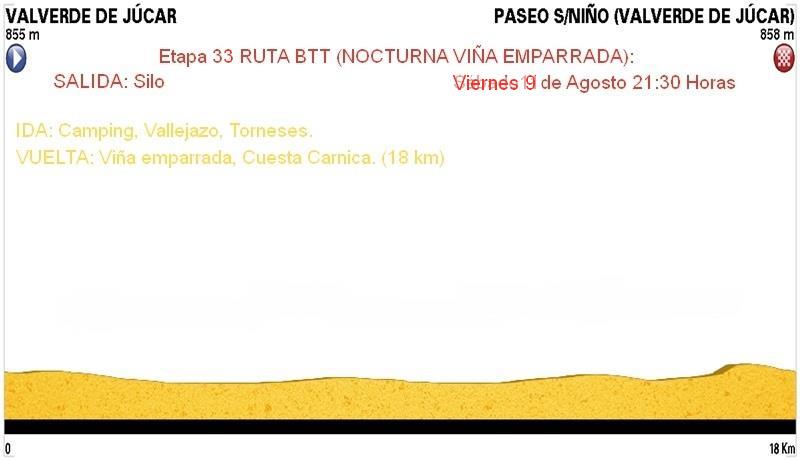 VALVERDE DE JÚCAR PASEO S/NIÑO (VALVERDE DE JÚCAR)
855 m 858 m
Etapa 33 RUTA BTT (NOCTURNA VIÑA EMPARRADA):
SALIDA: Silo Viernes 9 de Agosto 21:30 Horas
IDA: Camping, Vallejazo, Torneses.
VUELTA: Viña emparrada, Cuesta Carnica. (18 km)
0 18 Km